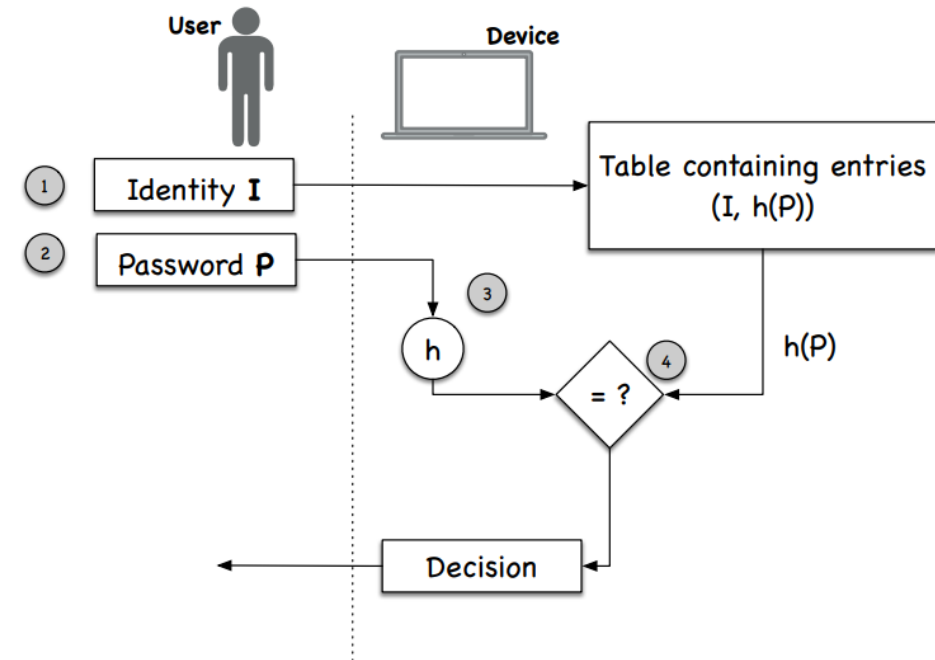 User
Device
1
Identity I
Table containing entries
(I, h(P))
2
Password P
3
h
4
= ?
h(P)
Decision